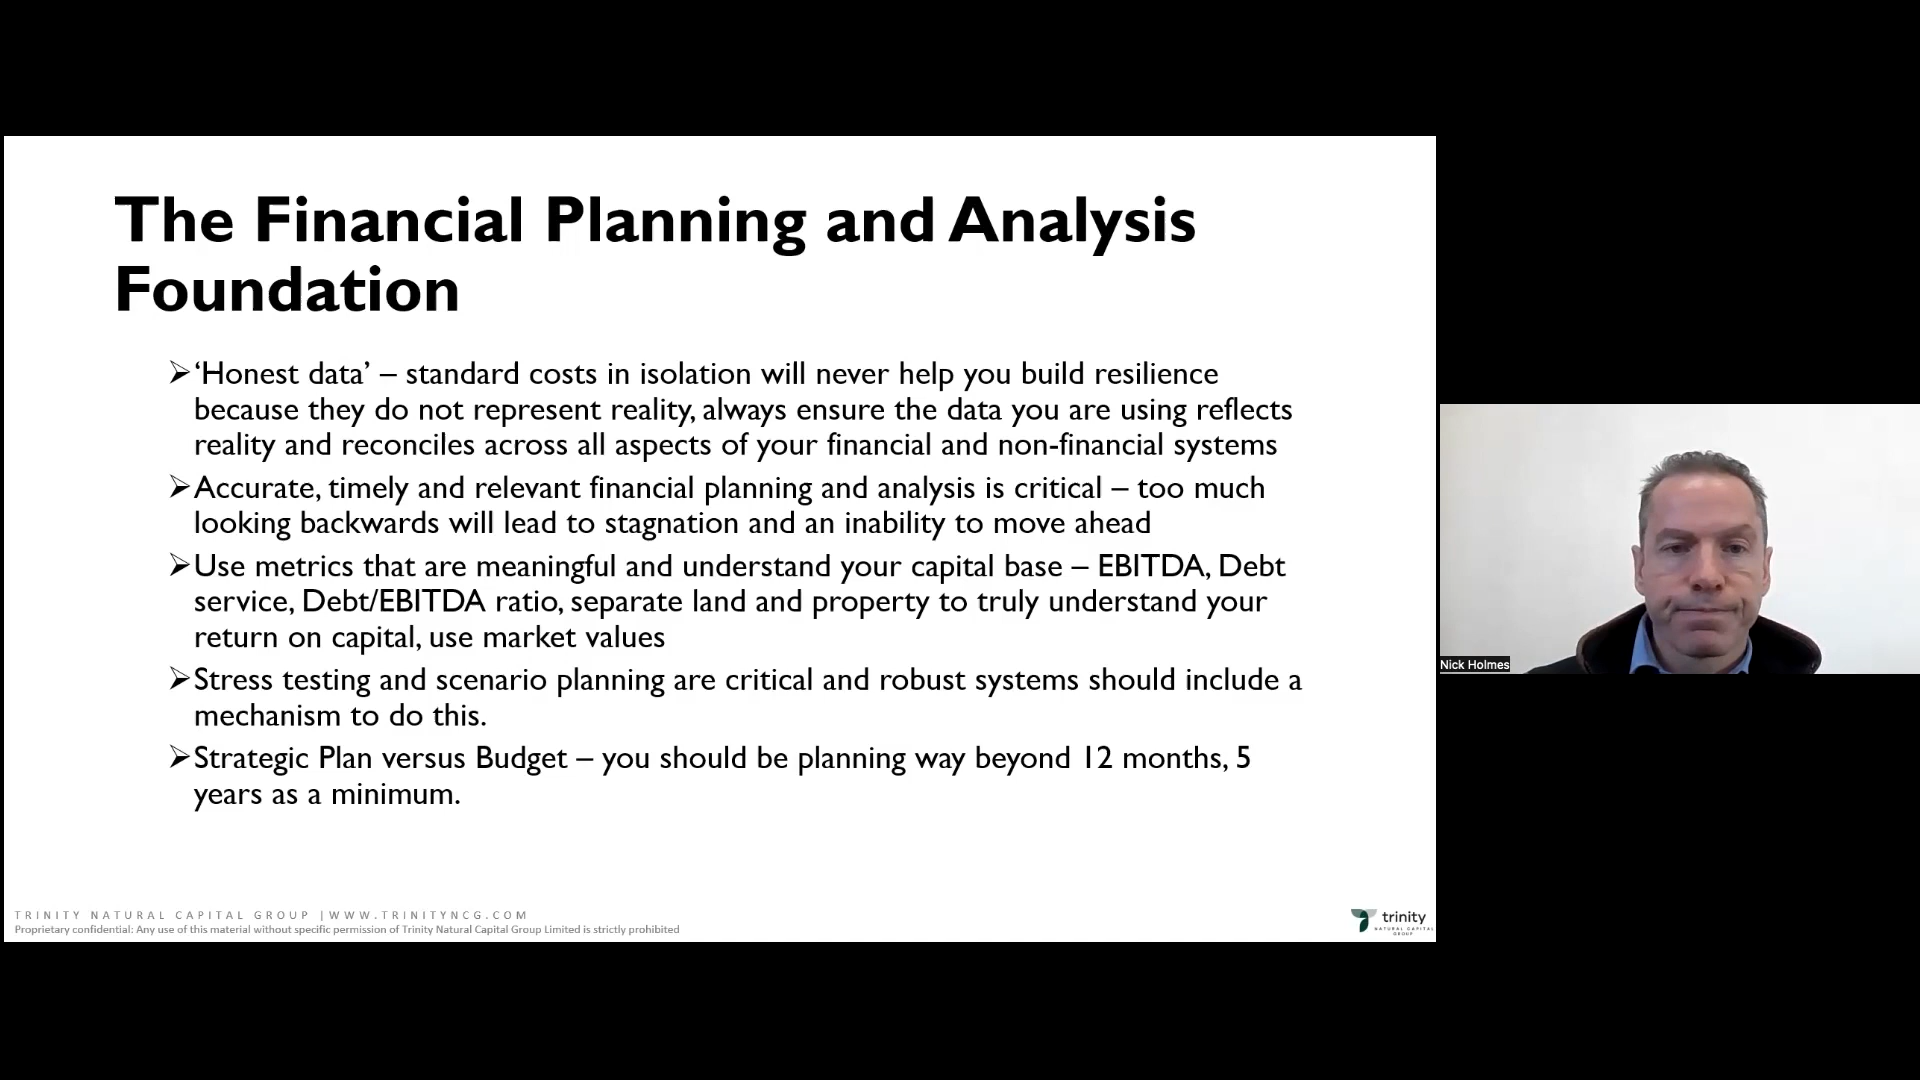 The Financial Planning and Analysis
Foundation
➢‘Honest data’ – standard costs in isolation will never help you build resilience
because they do not represent reality, always ensure the data you are using reflects
reality and reconciles across all aspects of your financial and non-financial systems
➢Accurate, timely and relevant financial planning and analysis is critical – too much
looking backwards will lead to stagnation and an inability to move ahead
➢Use metrics that are meaningful and understand your capital base – EBITDA, Debt
service, Debt/EBITDA ratio, separate land and property to truly understand your
return on capital, use market values
➢Stress testing and scenario planning are critical and robust systems should include a
mechanism to do this.
➢Strategic Plan versus Budget – you should be planning way beyond 12 months, 5
years as a minimum.
TRINITY NATURAL CAPITAL GROUP |WWW.TRINITYNCG.COM
Proprietary confidential: Any use of this material without specific permission of Trinity Natural Capital Group Limited is strictly prohibited
trinity
NATURAL CAPITAL
GROUP
Nick Holmes